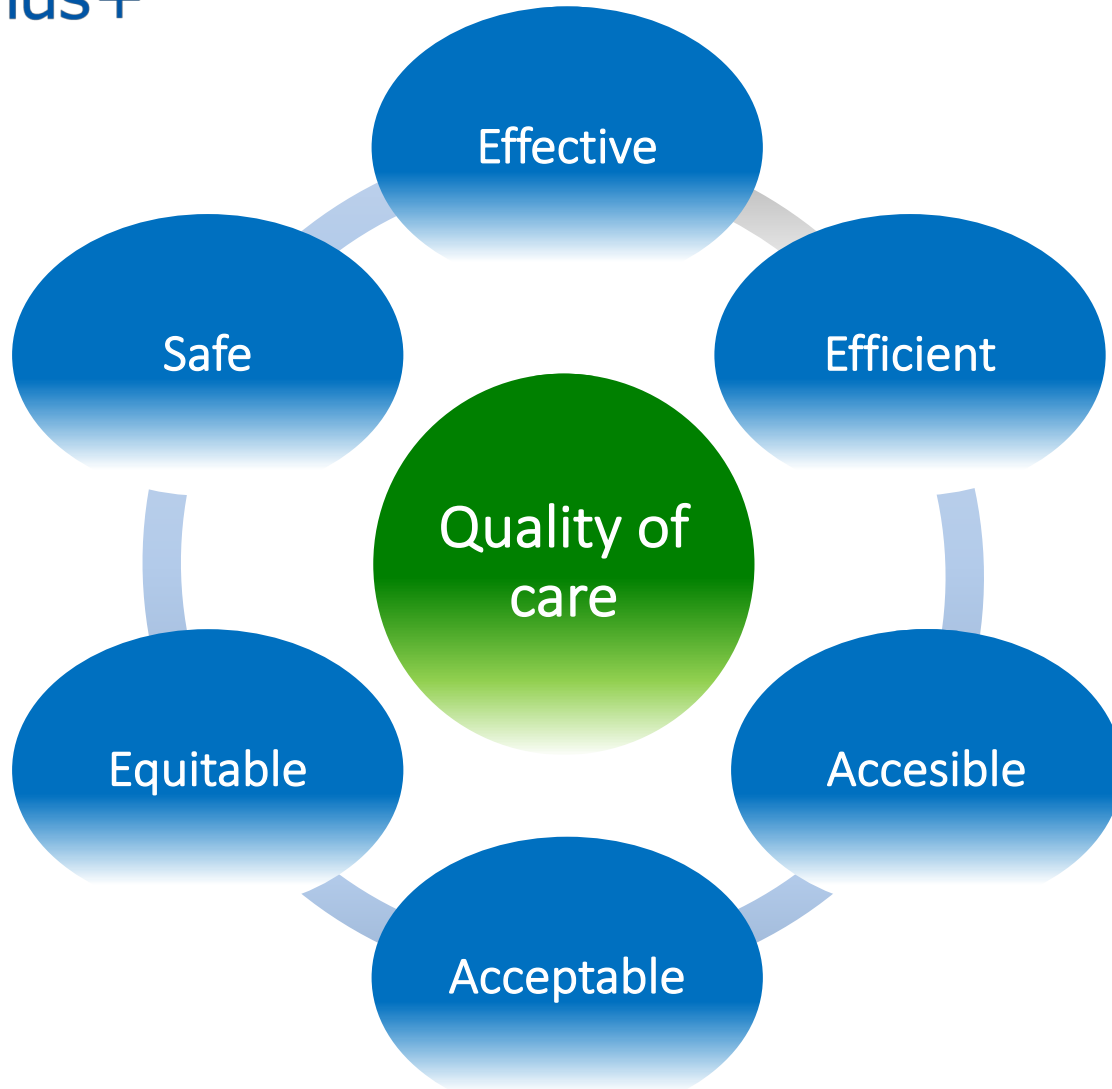 Effective
Safe
Efficient
Quality of
care
Equitable
Accesible
Acceptable